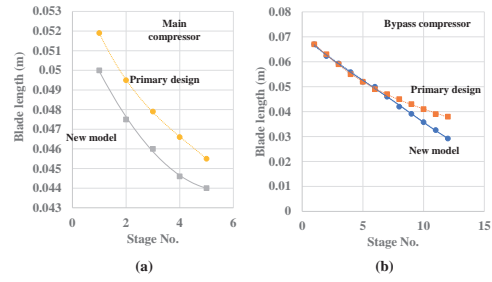 0.053
0.052
0.051
0.05
0.049
0.048
0.047
0.046
0.045
0.044
0.043
Blade length (m)
Main
compressor
Primary design
New model
0 2 4 6
Stage No.
(a)
0.08
0.07
0.06
0.05
0.04
0.03
0.02
0.01
0
Blade length (m)
Bypass compressor
Primary design
New model
0 5 10 15
Stage No.
(b)